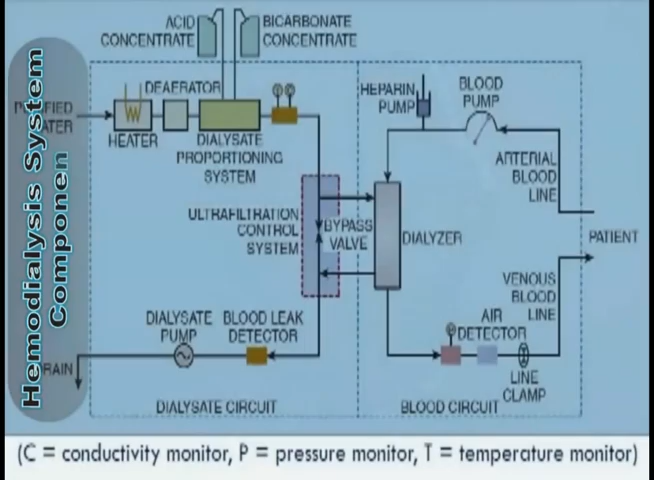 Hemodialysis System
Componen
ACID
CONCENTRATE
BICARBONATE
CONCENTRATE
DEAERATOR
HEATER
DIALYSATE
PROPORTIONING
SYSTEM
T C
HEPARIN
PUMP
BLOOD
PUMP
ARTERIAL
BLOOD
LINE
ULTRAFILTRATION
CONTROL
SYSTEM
BYPASS
VALVE
DIALYZER
PATIENT
VENOUS
BLOOD
LINE
DIALYSATE
PUMP
BLOOD LEAK
DETECTOR
P
AIR
DETECTOR
LINE
CLAMP
RAIN
DIALYSATE CIRCUIT
BLOOD CIRCUIT
(C = conductivity monitor, P = pressure monitor, T = temperature monitor)